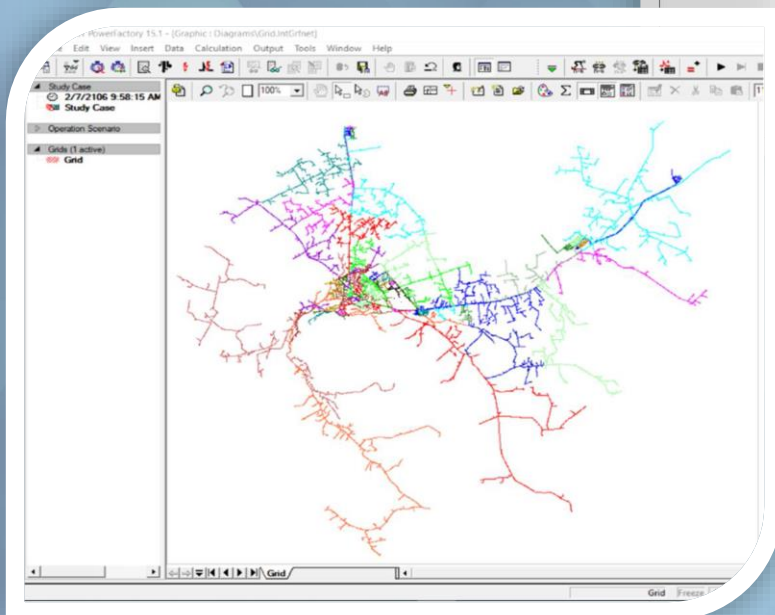 PowerFactory 15.1 - [Graphic : Diagrams\Grid.IntGrfnet]
Edit View Insert Data Calculation Output Tools Window Help
Study Case
2/7/2106 9:58:15 AM
Study Case
100%
Operation Scenario
Grids (1 active)
Grid
Grid
Grid Freeze